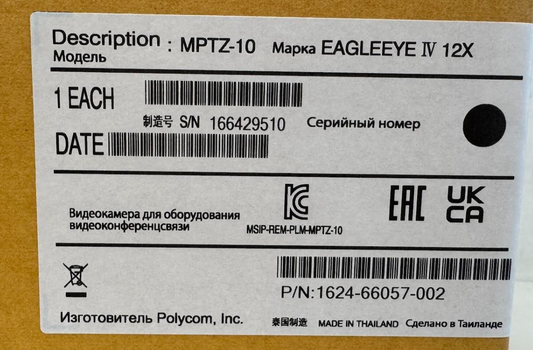 Description : MPTZ-10 Марка EAGLEEYE IV 12X
Модель
1 EACH
制造号 S/N 166429510 Серийный номер
DATE
Видеокамера для оборудования
видеоконференцсвязи
MSIP-REM-PLM-MPTZ-10
EAC
UK
CA
P/N:1624-66057-002
Изготовитель Polycom, Inc. 泰国制造 MADE IN THAILAND Сделано в Таиланде